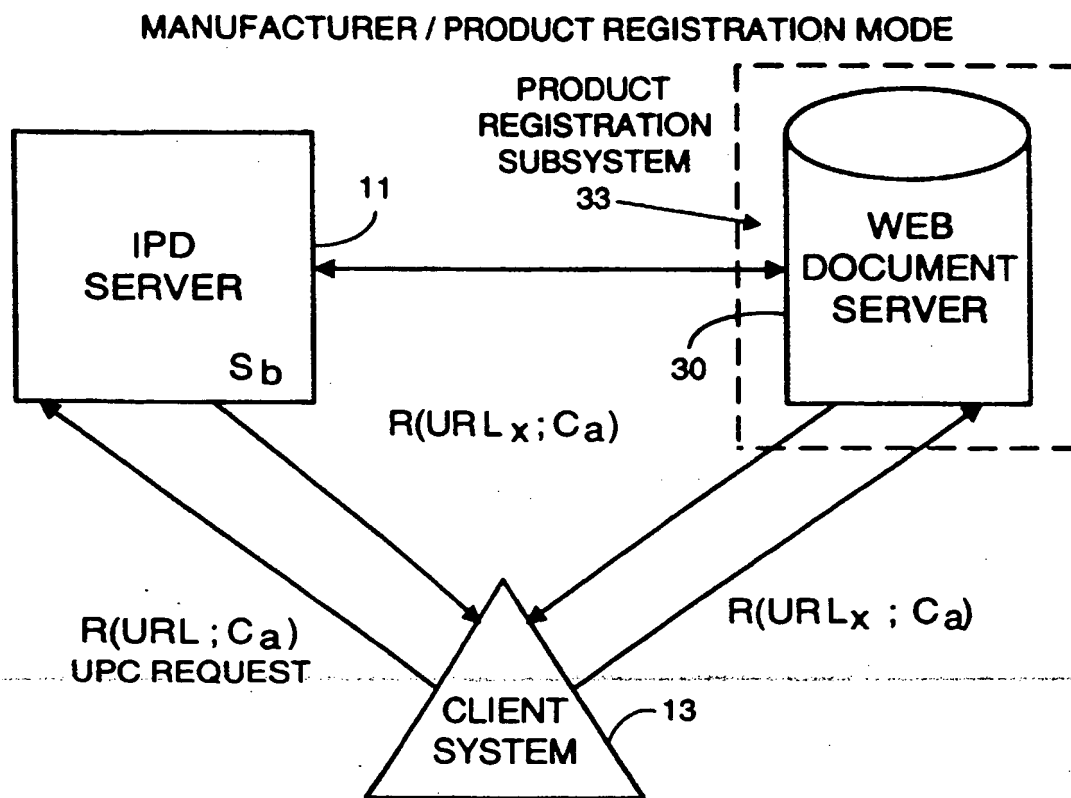 MANUFACTURER / PRODUCT REGISTRATION MODE
PRODUCT
REGISTRATION
SUBSYSTEM
33
11
IPD
SERVER
Sb
WEB
DOCUMENT
SERVER
30
R(URLx ; Ca)
R(URL ; Ca)
UPC REQUEST
R(URLx ; Ca)
CLIENT
SYSTEM
13